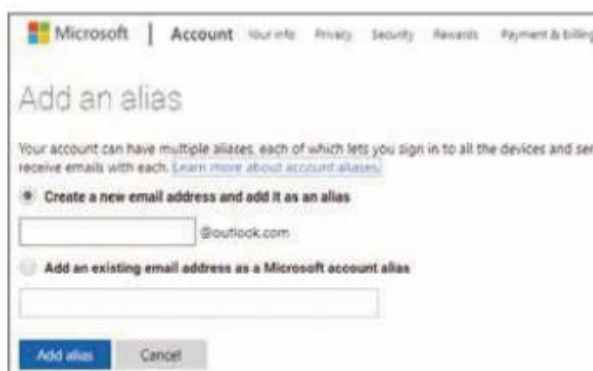 Microsoft | Account Your info Privacy Security Rewards Payment & billing
Add an alias
Your account can have multiple aliases, each of which lets you sign in to all the devices and ser
receive emails with each. Learn more about account aliases.
Create a new email address and add it as an alias
@outlook.com
Add an existing email address as a Microsoft account alias
Add alias Cancel